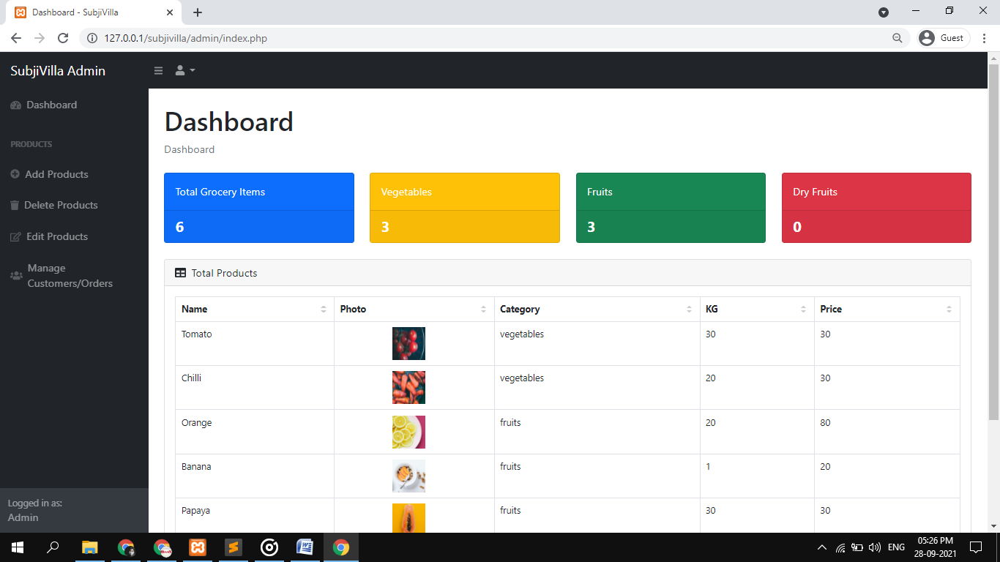 Dashboard - SubjiVilla
127.0.0.1/subjivilla/admin/index.php
Guest
SubjiVilla Admin
Dashboard
PRODUCTS
Add Products
Delete Products
Edit Products
Manage
Customers/Orders
Logged in as:
Admin
Dashboard
Dashboard
Total Grocery Items
6
Vegetables
3
Fruits
3
Dry Fruits
0
Total Products
Name Photo Category KG Price
Tomato vegetables 30 30
Chilli vegetables 20 30
Orange fruits 20 80
Banana fruits 1 20
Papaya fruits 30 30
ENG
05:26 PM
28-09-2021